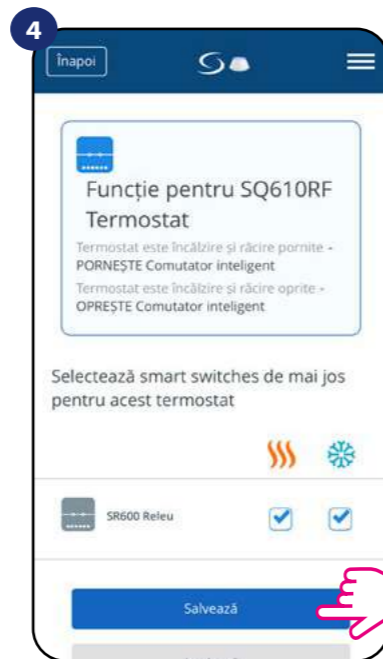 4
Înapoi
Funcție pentru SQ610RF
Termostat
Termostat este încălzire și răcire pornite -
PORNEȘTE Comutator inteligent
Termostat este încălzire și răcire oprite -
OPREȘTE Comutator inteligent
Selectează smart switches de mai jos
pentru acest termostat
SR600 Releu
Salvează